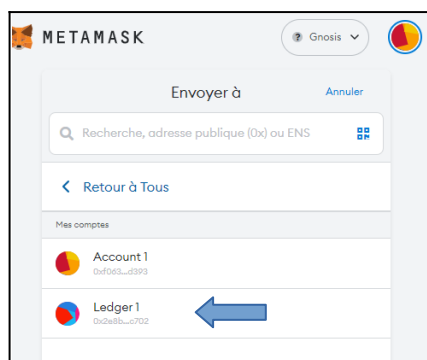 METAMASK
? Gnosis
Envoyer à
Annuler
Recherche, adresse publique (0x) ou ENS
Retour à Tous
Mes comptes
Account 1
0xf063...d393
Ledger 1
0x2e8b...c702